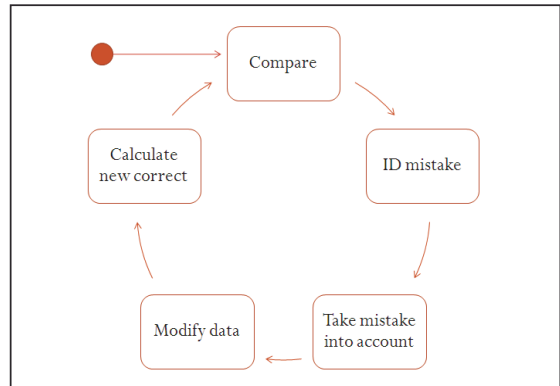 Compare
ID mistake
Take mistake
into account
Modify data
Calculate
new correct